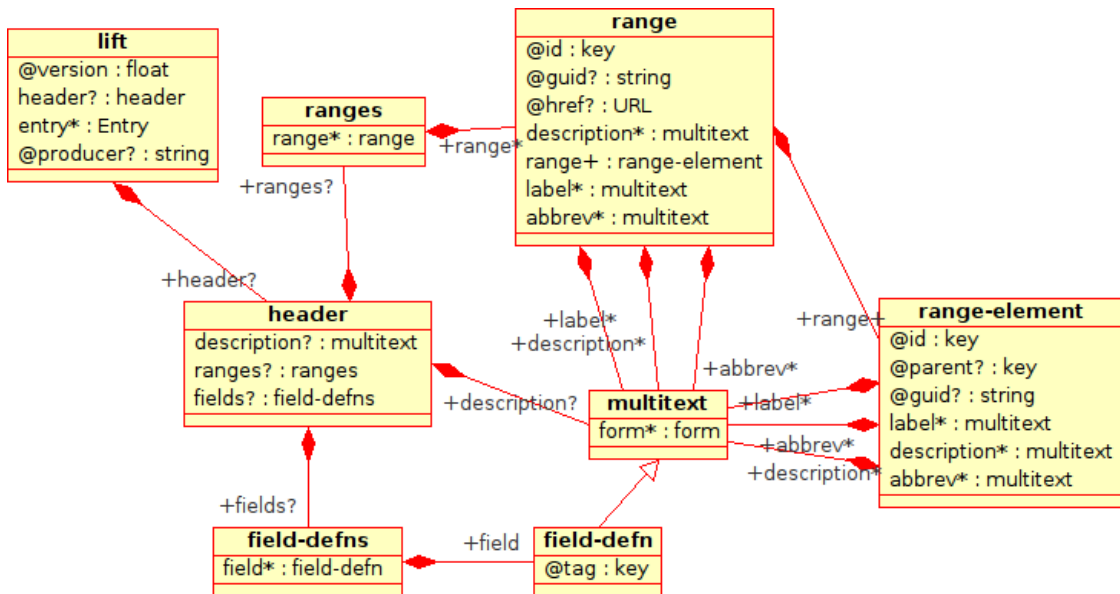 lift
@version : float
header? : header
entry* : Entry
@producer? : string
ranges
range* : range
+range*
range
@id : key
@guid? : string
@href? : URL
description* : multitext
range+ : range-element
label* : multitext
abbrev* : multitext
+ranges?
+header?
header
description? : multitext
ranges? : ranges
fields? : field-defns
+label*
+description*
+abbrev*
+range+
range-element
@id : key
@parent? : key
@guid? : string
label* : multitext
description* : multitext
abbrev* : multitext
+description?
multitext
form* : form
+label*
+abbrev*
+description*
+fields?
field-defns
field* : field-defn
+field
field-defn
@tag : key